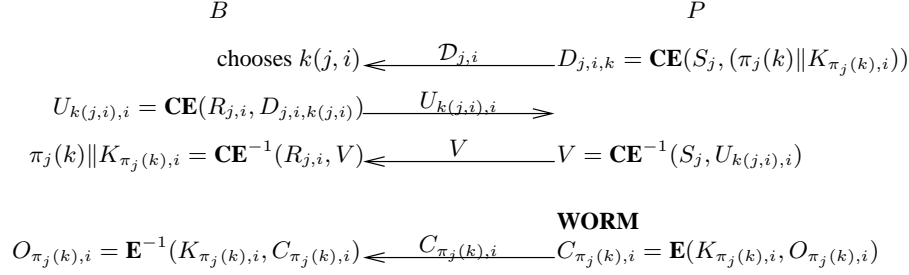 B P
chooses k(j, i) 𝒟_{j,i} D_{j,i,k} = CE(S_j, (π_j(k)‖K_{π_j(k),i}))
U_{k(j,i),i} = CE(R_{j,i}, D_{j,i,k(j,i)}) U_{k(j,i),i}
π_j(k)‖K_{π_j(k),i} = CE^{-1}(R_{j,i}, V) V V = CE^{-1}(S_j, U_{k(j,i),i})
WORM
O_{π_j(k),i} = E^{-1}(K_{π_j(k),i}, C_{π_j(k),i}) C_{π_j(k),i} C_{π_j(k),i} = E(K_{π_j(k),i}, O_{π_j(k),i})